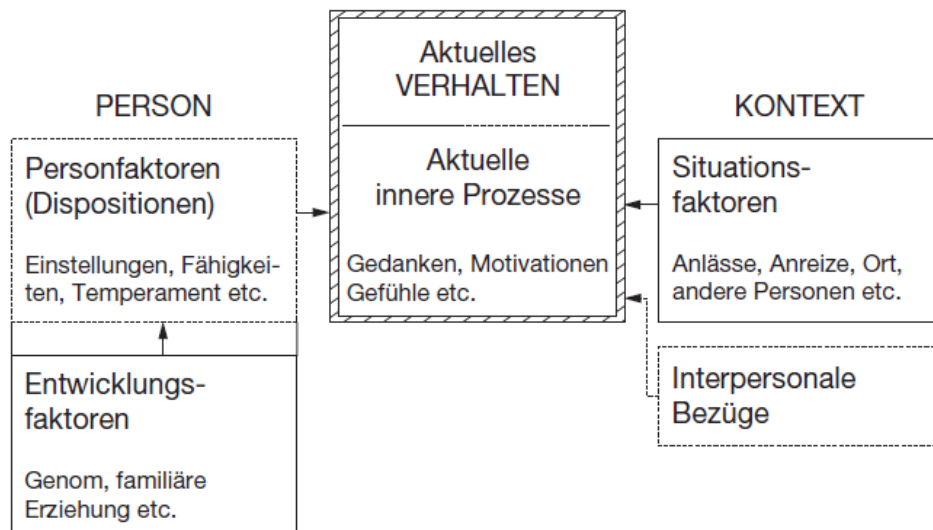 PERSON
Personfaktoren
(Dispositionen)
Einstellungen, Fähigkei-
ten, Temperament etc.
Entwicklungs-
faktoren
Genom, familiäre
Erziehung etc.
Aktuelles
VERHALTEN
Aktuelle
innere Prozesse
Gedanken, Motivationen
Gefühle etc.
KONTEXT
Situations-
faktoren
Anlässe, Anreize, Ort,
andere Personen etc.
Interpersonale
Bezüge